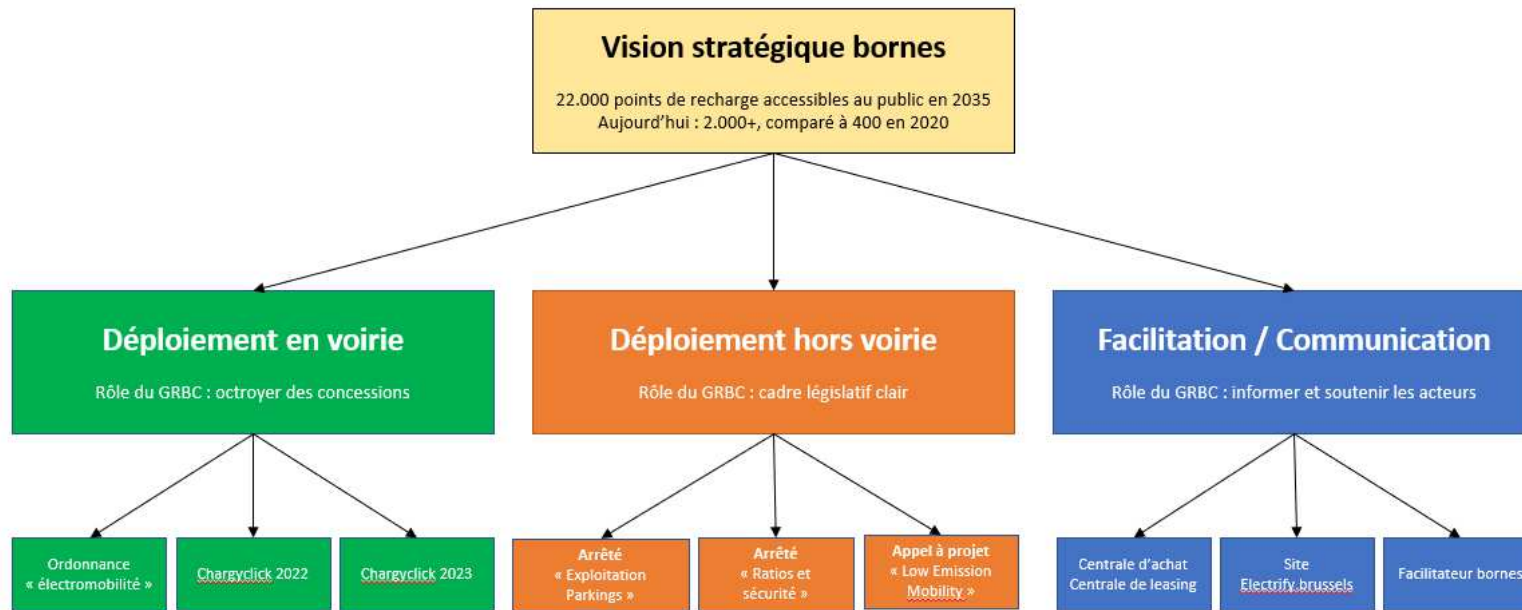 Vision stratégique bornes
22.000 points de recharge accessibles au public en 2035
Aujourd'hui : 2.000+, comparé à 400 en 2020
Déploiement en voirie
Rôle du GRBC : octroyer des concessions
Déploiement hors voirie
Rôle du GRBC : cadre législatif clair
Facilitation / Communication
Rôle du GRBC : informer et soutenir les acteurs
Ordonnance
« électromobilité »
Chargyclick 2022
Chargyclick 2023
Arrêté
« Exploitation
Parkings »
Arrêté
« Ratios et
sécurité »
Appel à projet
« Low Emission
Mobility »
Centrale d'achat
Centrale de leasing
Site
Electrify.brussels
Facilitateur bornes